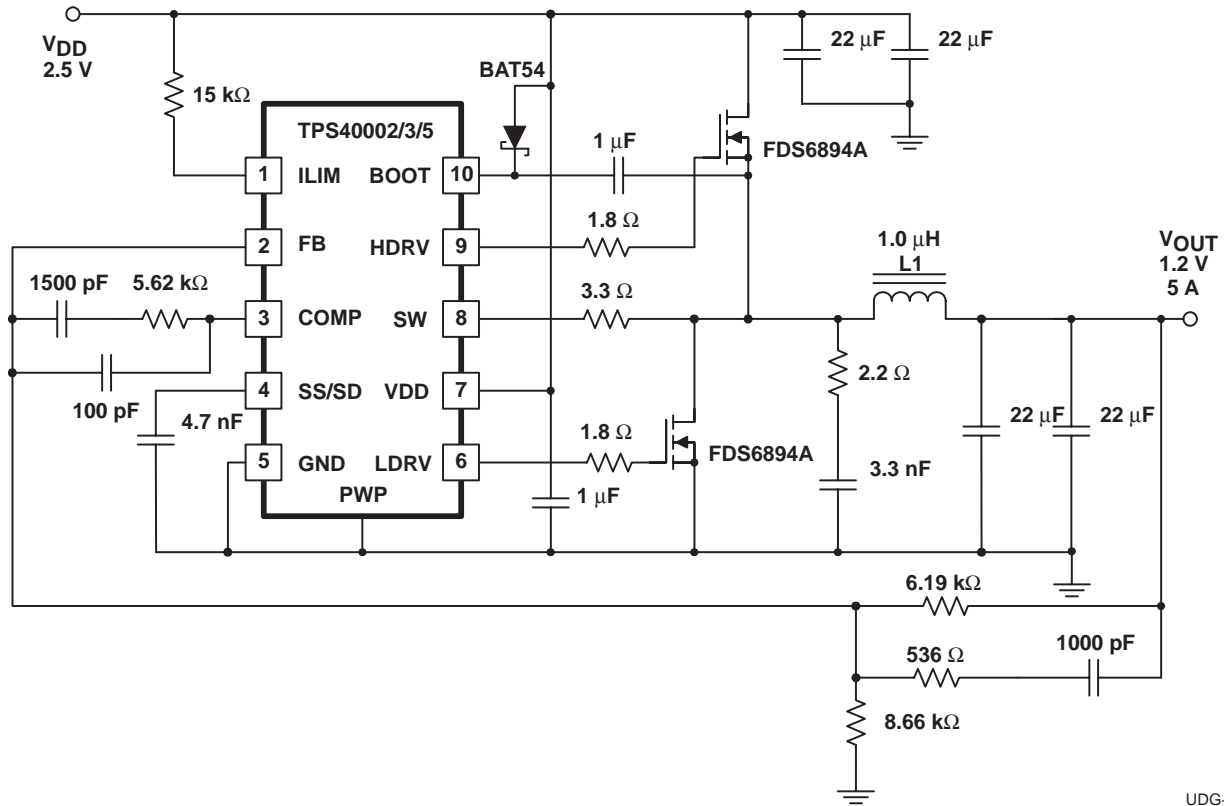 VDD
2.5 V
15 kΩ
BAT54
22 μF
22 μF
TPS40002/3/5
1 μF
FDS6894A
1
ILIM
BOOT
10
1.8 Ω
2
FB
HDRV
9
1.0 μH
L1
VOUT
1.2 V
5 A
1500 pF
5.62 kΩ
3.3 Ω
3
COMP
SW
8
2.2 Ω
100 pF
4
SS/SD
VDD
7
4.7 nF
1.8 Ω
FDS6894A
22 μF
22 μF
5
GND
LDRV
6
3.3 nF
PWP
1 μF
6.19 kΩ
536 Ω
1000 pF
8.66 kΩ
UDG-